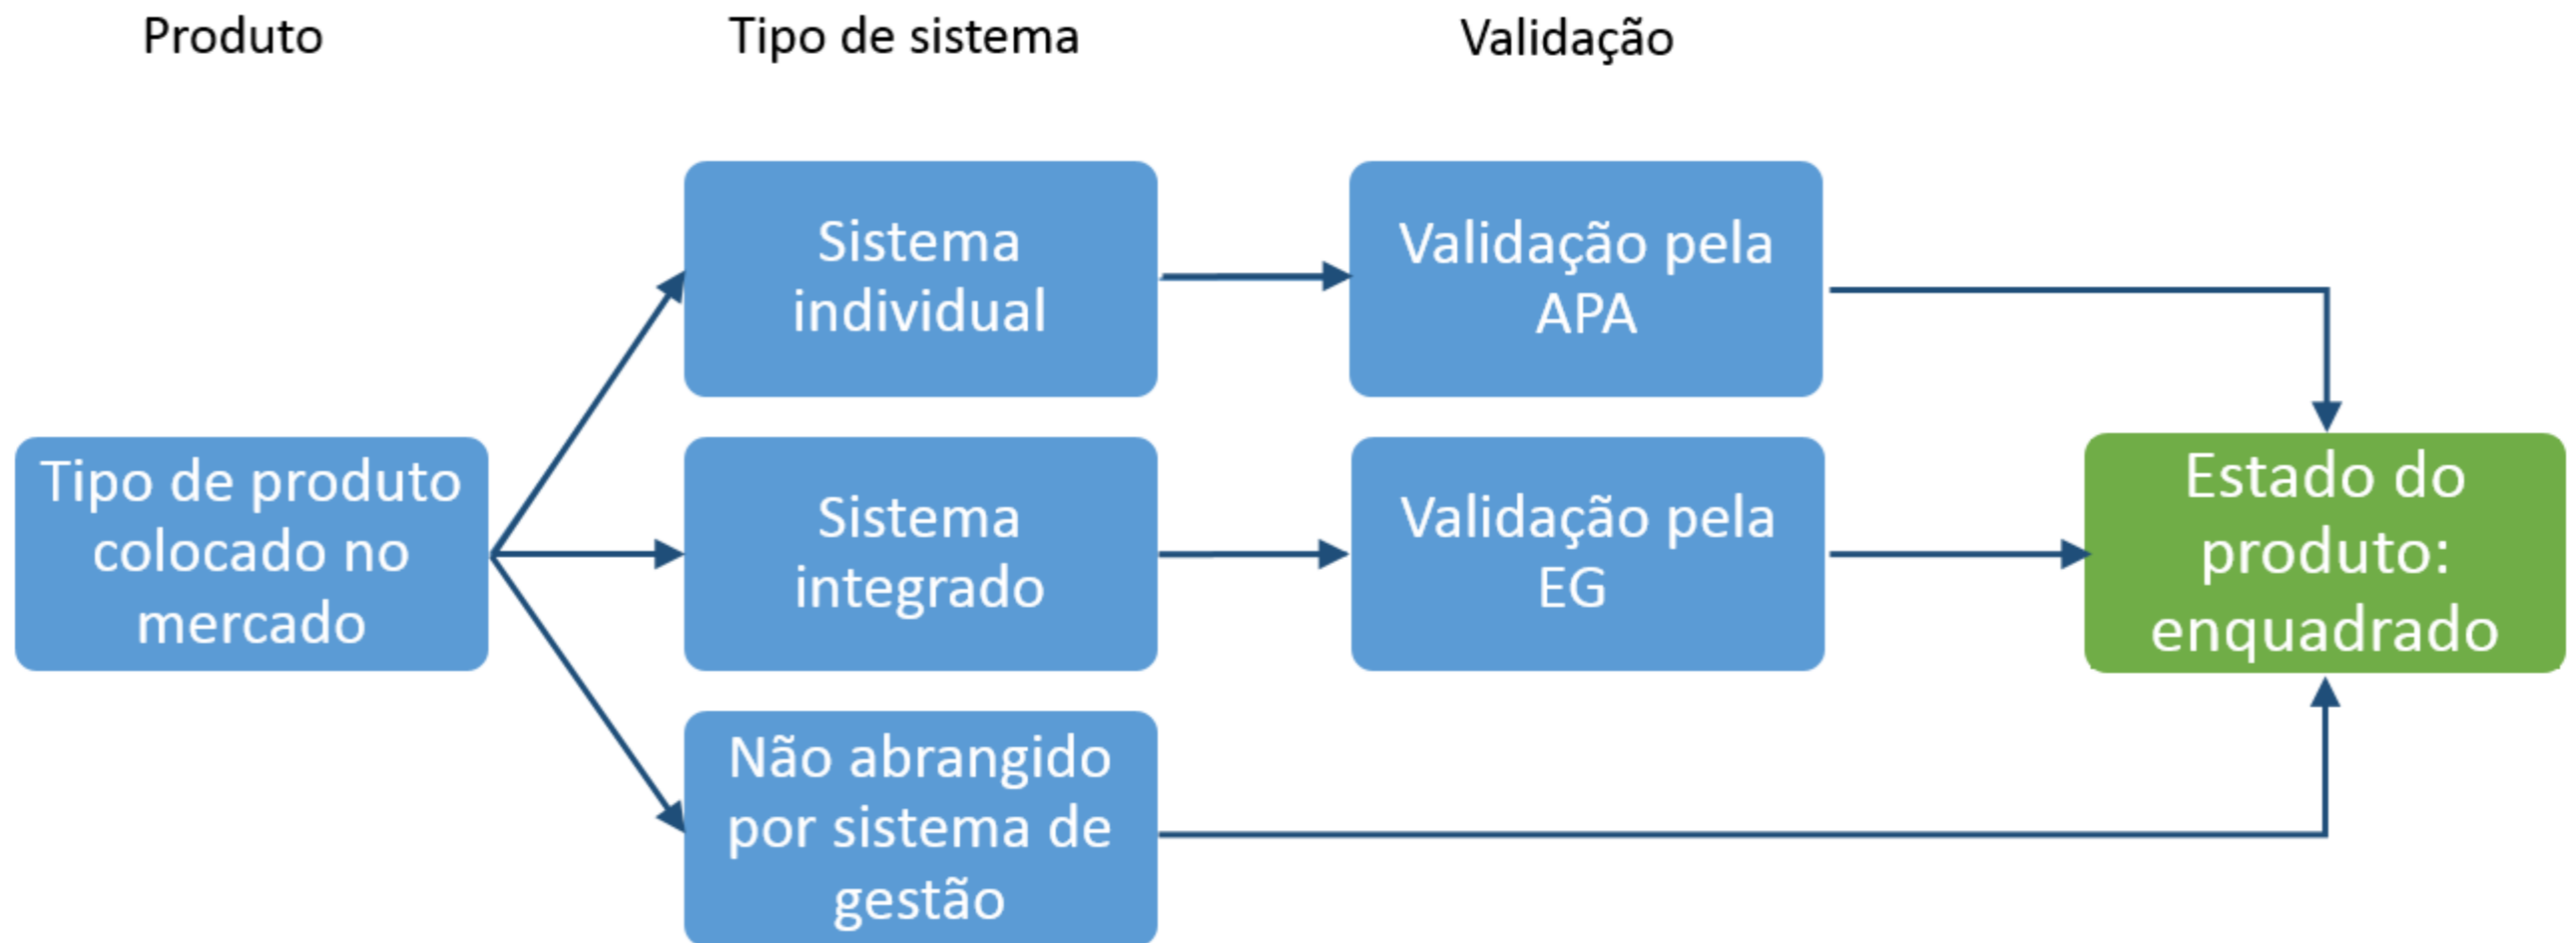 Produto
Tipo de sistema
Validação
Sistema
individual
Validação pela
APA
Tipo de produto
colocado no
mercado
Sistema
integrado
Validação pela
EG
Estado do
produto:
enquadrado
Não abrangido
por sistema de
gestão